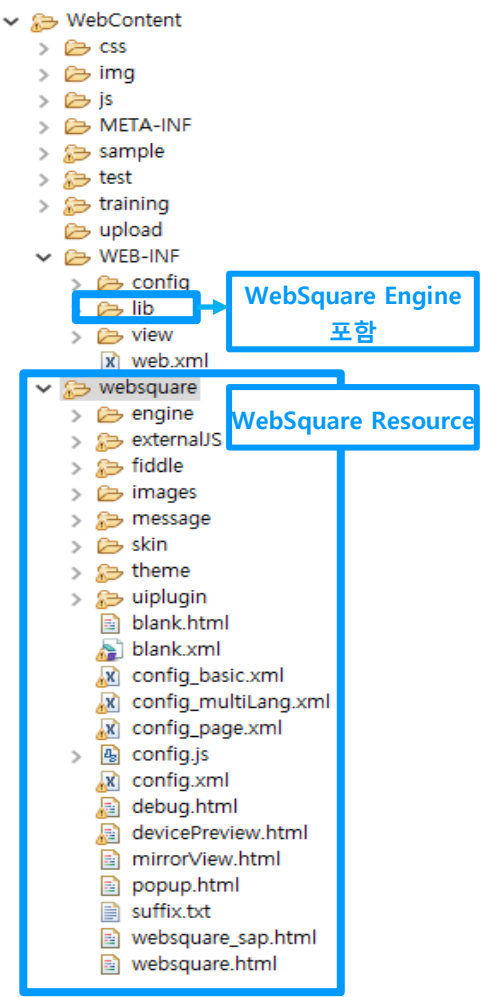 WebContent
css
img
js
META-INF
sample
test
training
upload
WEB-INF
config
lib
WebSquare Engine
포함
view
web.xml
websquare
engine
WebSquare Resource
externalJS
fiddle
images
message
skin
theme
uiplugin
blank.html
blank.xml
config_basic.xml
config_multiLang.xml
config_page.xml
config.js
config.xml
debug.html
devicePreview.html
mirrorView.html
popup.html
suffix.txt
websquare_sap.html
websquare.html